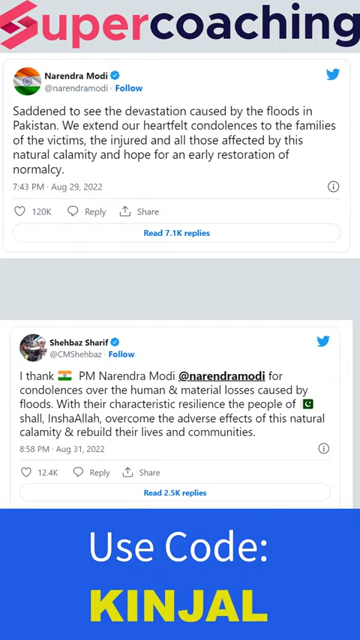 Supercoaching
Narendra Modi
@narendramodi · Follow
Saddened to see the devastation caused by the floods in
Pakistan. We extend our heartfelt condolences to the families
of the victims, the injured and all those affected by this
natural calamity and hope for an early restoration of
normalcy.
7:43 PM · Aug 29, 2022
120K Reply Share
Read 7.1K replies
Shehbaz Sharif
@CMShehbaz · Follow
I thank 🇮🇳 PM Narendra Modi @narendramodi for
condolences over the human & material losses caused by
floods. With their characteristic resilience the people of 🇵🇰
shall, InshaAllah, overcome the adverse effects of this natural
calamity & rebuild their lives and communities.
8:58 PM · Aug 31, 2022
12.4K Reply Share
Read 2.5K replies
Use Code:
KINJAL